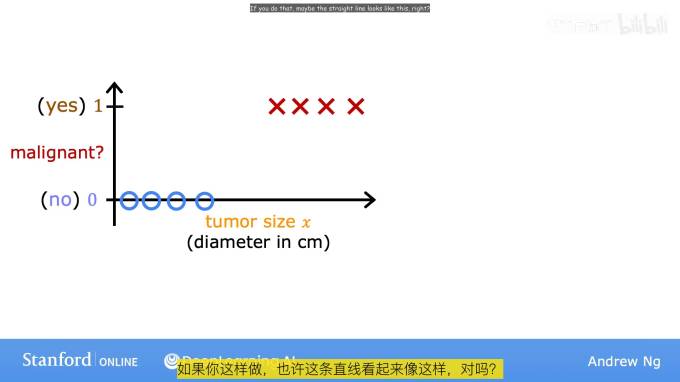 If you do that, maybe the straight line looks like this, right?
bilibili
(yes) 1
malignant?
(no) 0
tumor size x
(diameter in cm)
Stanford ONLINE
Andrew Ng
如果你这样做，也许这条直线看起来像这样，对吗？